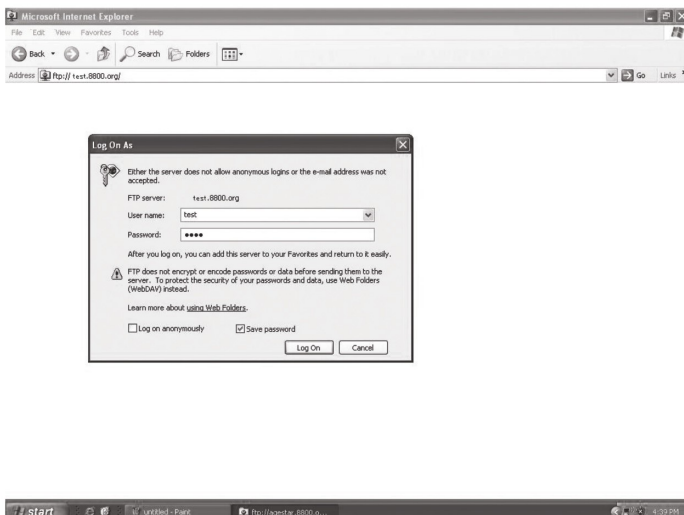 Microsoft Internet Explorer
File Edit View Favorites Tools Help
Back Search Folders
Address ftp:// test.8800.org/ Go Links
Log On As
Either the server does not allow anonymous logins or the e-mail address was not
accepted.
FTP server: test.8800.org
User name: test
Password: ••••
After you log on, you can add this server to your Favorites and return to it easily.
FTP does not encrypt or encode passwords or data before sending them to the
server. To protect the security of your passwords and data, use Web Folders
(WebDAV) instead.
Learn more about using Web Folders.
Log on anonymously Save password
Log On Cancel
start untitled - Paint ftp://agestar.8800.o... 4:39 PM